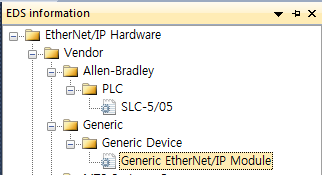 EDS information
EtherNet/IP Hardware
Vendor
Allen-Bradley
PLC
SLC-5/05
Generic
Generic Device
Generic EtherNet/IP Module